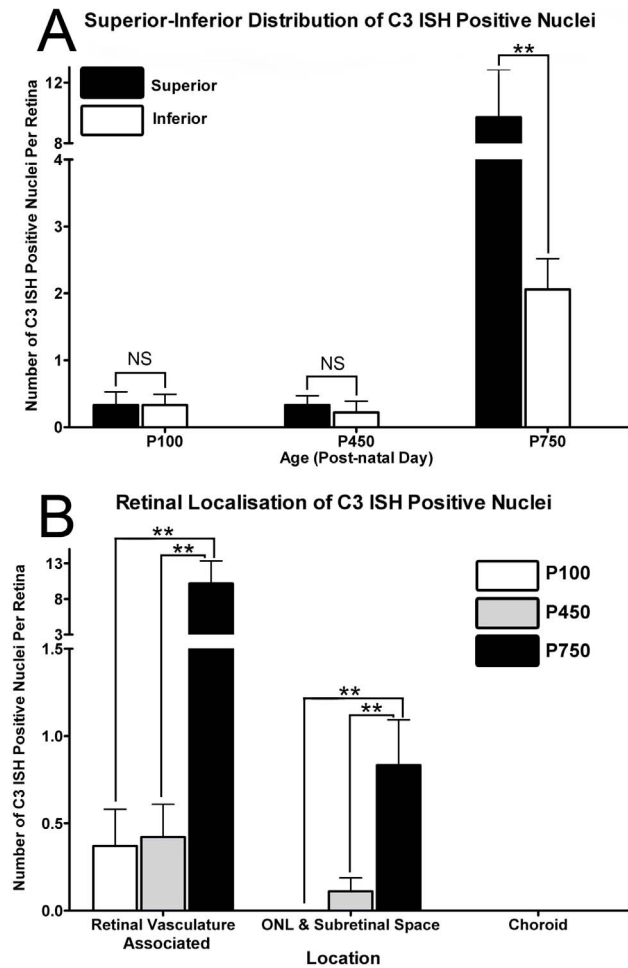 A
Superior-Inferior Distribution of C3 ISH Positive Nuclei
Number of C3 ISH Positive Nuclei Per Retina
12
8
4
3
2
1
0
Superior
Inferior
NS
NS
**
P100
P450
P750
Age (Post-natal Day)
B
Retinal Localisation of C3 ISH Positive Nuclei
Number of C3 ISH Positive Nuclei Per Retina
13
8
3
1.5
1.0
0.5
0.0
**
**
**
**
P100
P450
P750
Retinal Vasculature
Associated
ONL & Subretinal Space
Choroid
Location